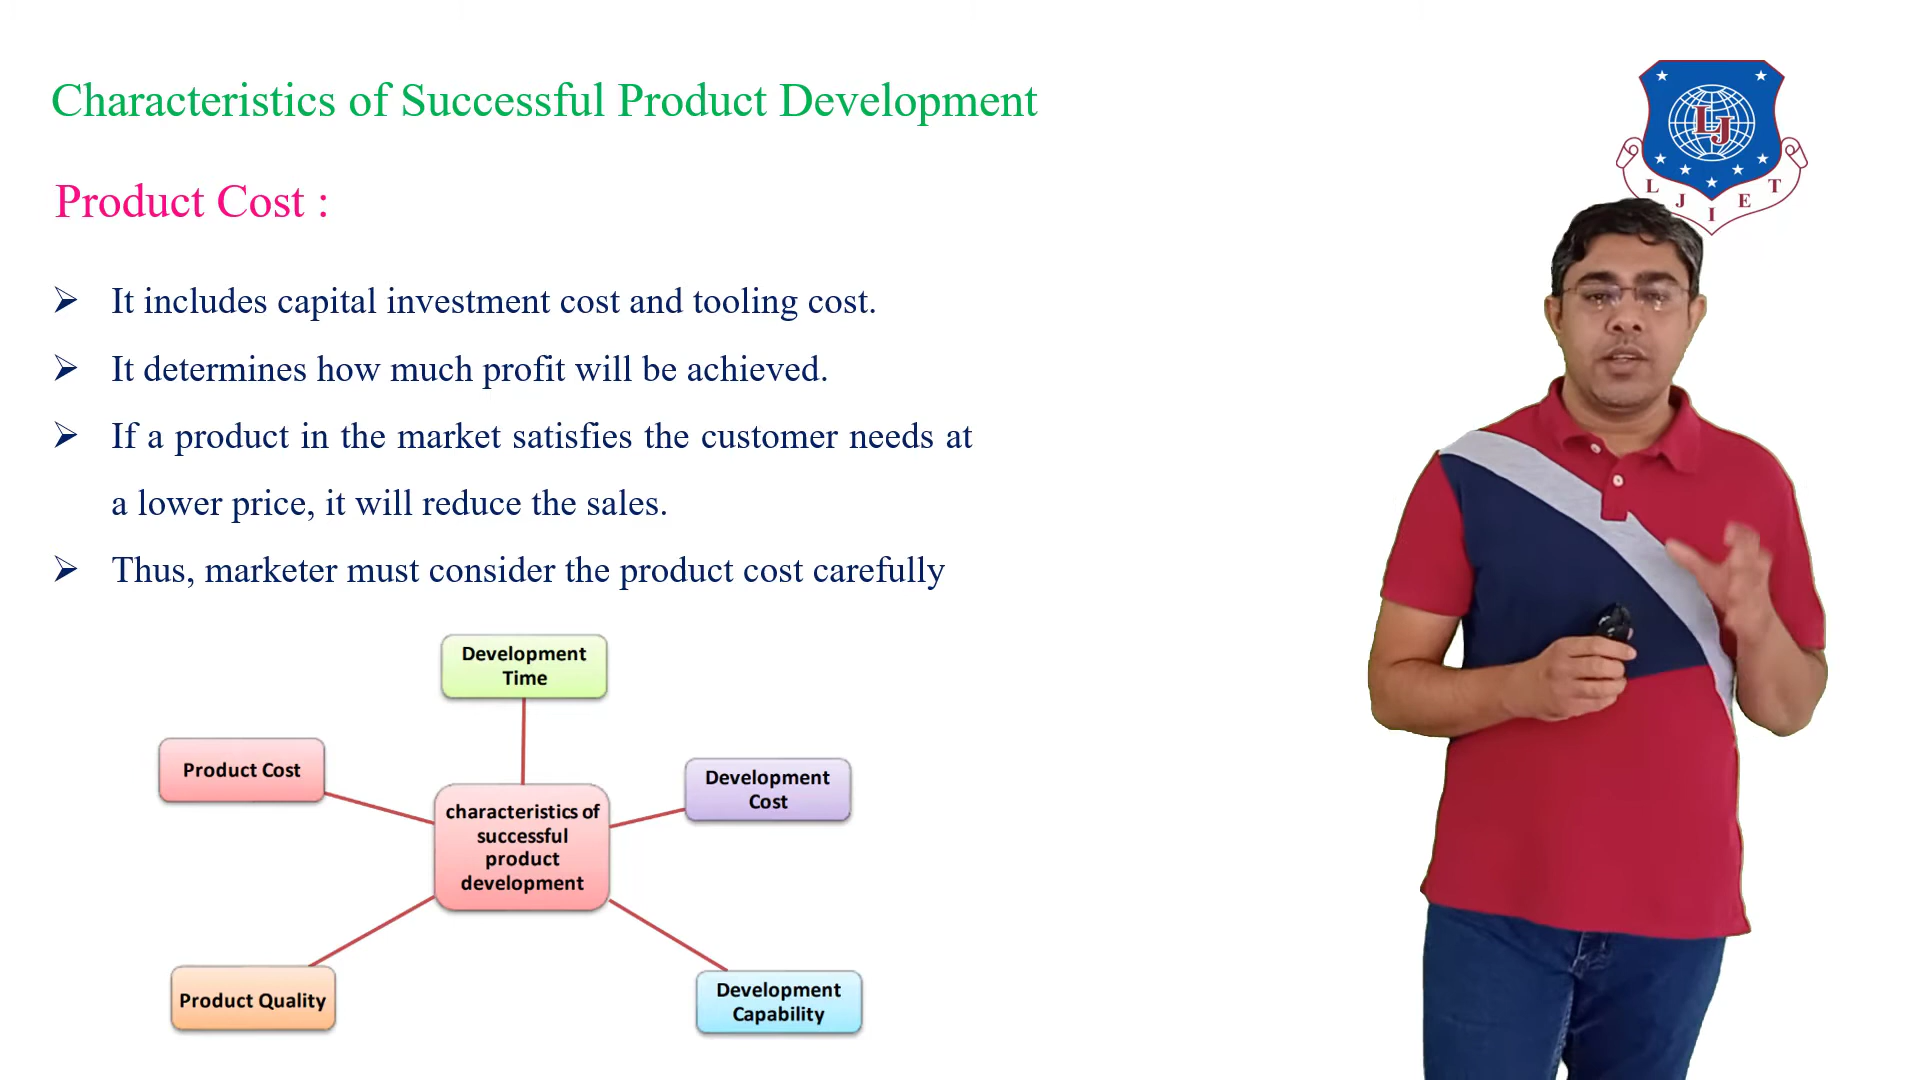 Characteristics of Successful Product Development
LJ
L J I E T
Product Cost :
➢ It includes capital investment cost and tooling cost.
➢ It determines how much profit will be achieved.
➢ If a product in the market satisfies the customer needs at
a lower price, it will reduce the sales.
➢ Thus, marketer must consider the product cost carefully
Development
Time
Product Cost
Development
Cost
characteristics of
successful
product
development
Product Quality
Development
Capability